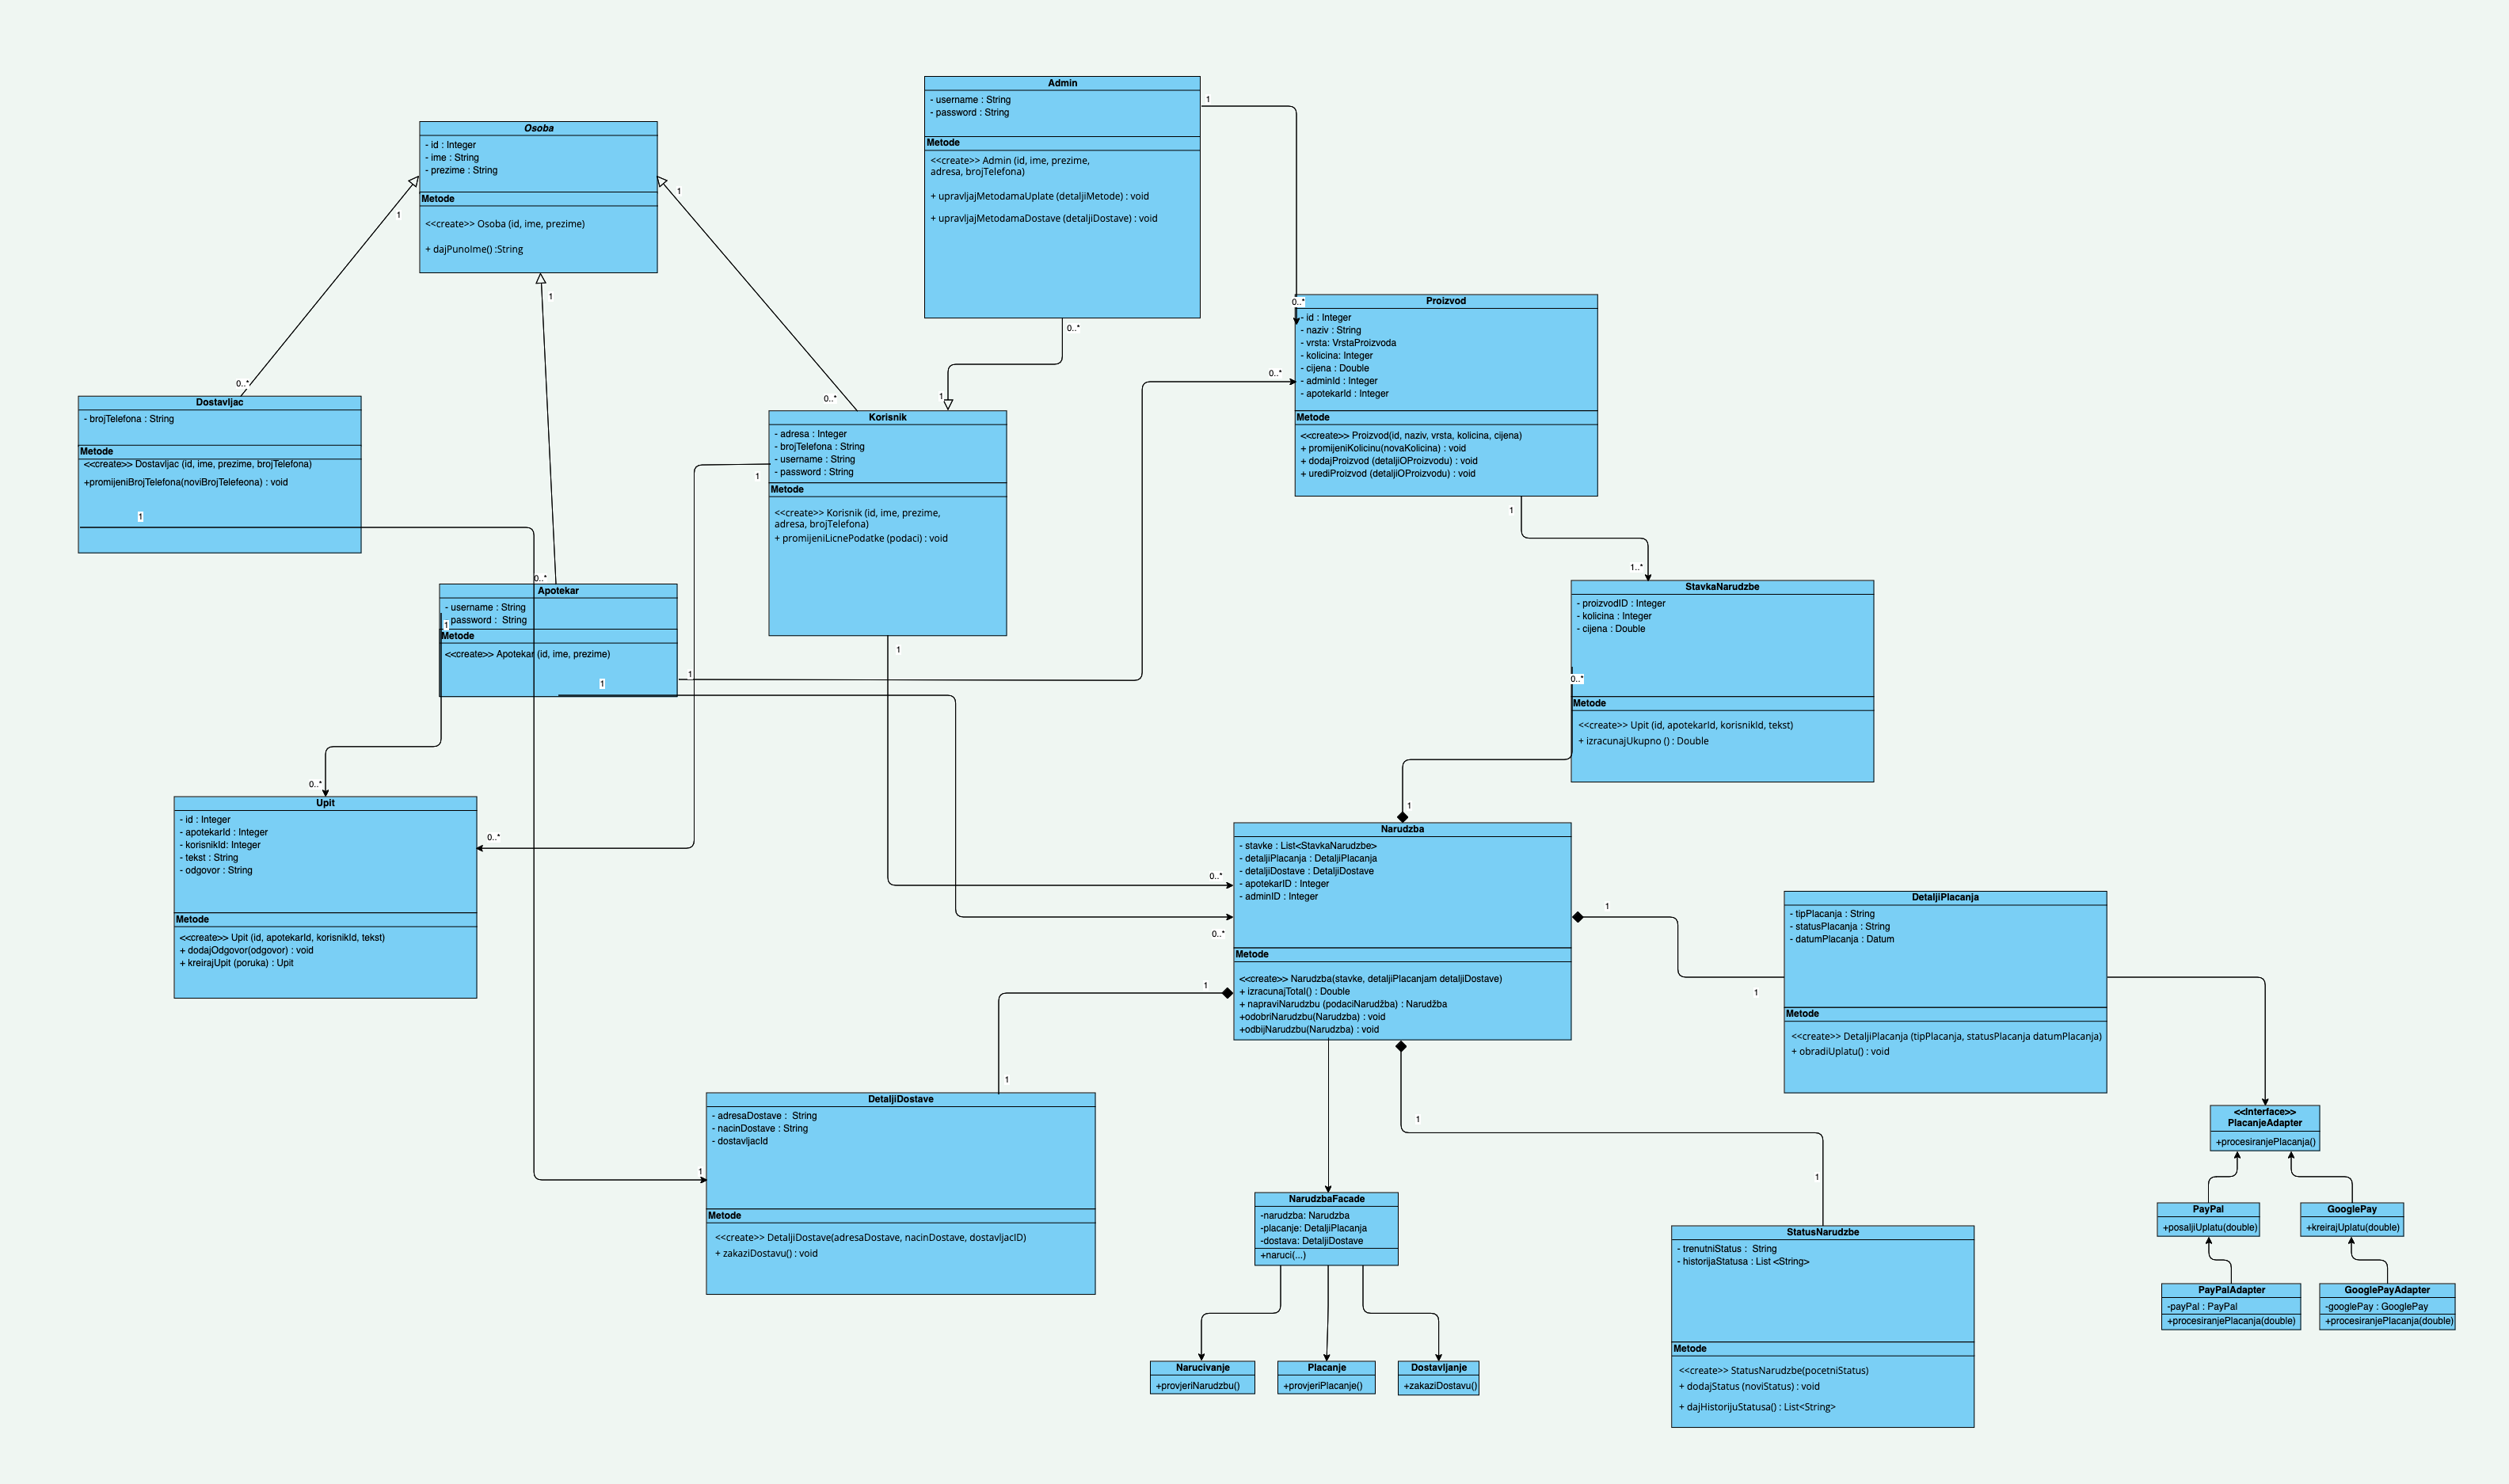 Admin
- username : String
- password : String
Metode
<<create>> Admin (id, ime, prezime,
adresa, brojTelefona)
+ upravljajMetodamaUplate (detaljiMetode) : void
+ upravljajMetodamaDostave (detaljiDostave) : void
1
0..*
Osoba
- id : Integer
- ime : String
- prezime : String
Metode
<<create>> Osoba (id, ime, prezime)
+ dajPunoIme() :String
1
1
1
0..*
Proizvod
- id : Integer
- naziv : String
- vrsta: VrstaProizvoda
- kolicina: Integer
- cijena : Double
- adminId : Integer
- apotekarId : Integer
Metode
<<create>> Proizvod(id, naziv, vrsta, kolicina, cijena)
+ promijeniKolicinu(novaKolicina) : void
+ dodajProizvod (detaljiOProizvodu) : void
+ urediProizvod (detaljiOProizvodu) : void
0..*
1
0..*
Dostavljac
- brojTelefona : String
Metode
<<create>> Dostavljac (id, ime, prezime, brojTelefona)
+promijeniBrojTelefona(noviBrojTelefeona) : void
1
0..*
1
Korisnik
- adresa : Integer
- brojTelefona : String
- username : String
- password : String
Metode
<<create>> Korisnik (id, ime, prezime,
adresa, brojTelefona)
+ promijeniLicnePodatke (podaci) : void
1
1
0..*
Apotekar
- username : String
- password : String
Metode
<<create>> Apotekar (id, ime, prezime)
1
1
1
1..*
StavkaNarudzbe
- proizvodID : Integer
- kolicina : Integer
- cijena : Double
0..*
Metode
<<create>> Upit (id, apotekarId, korisnikId, tekst)
+ izracunajUkupno () : Double
0..*
Upit
- id : Integer
- apotekarId : Integer
- korisnikId: Integer
- tekst : String
- odgovor : String
Metode
<<create>> Upit (id, apotekarId, korisnikId, tekst)
+ dodajOdgovor(odgovor) : void
+ kreirajUpit (poruka) : Upit
0..*
1
Narudzba
- stavke : List<StavkaNarudzbe>
- detaljiPlacanja : DetaljiPlacanja
- detaljiDostave : DetaljiDostave
- apotekarID : Integer
- adminID : Integer
Metode
<<create>> Narudzba(stavke, detaljiPlacanjam detaljiDostave)
+ izracunajTotal() : Double
+ napraviNarudzbu (podaciNarudžba) : Narudžba
+odobriNarudzbu(Narudzba) : void
+odbijNarudzbu(Narudzba) : void
0..*
0..*
1
1
1
DetaljiPlacanja
- tipPlacanja : String
- statusPlacanja : String
- datumPlacanja : Datum
Metode
<<create>> DetaljiPlacanja (tipPlacanja, statusPlacanja datumPlacanja)
+ obradiUplatu() : void
1
DetaljiDostave
- adresaDostave : String
- nacinDostave : String
- dostavljacId
Metode
<<create>> DetaljiDostave(adresaDostave, nacinDostave, dostavljacID)
+ zakaziDostavu() : void
1
1
1
<<Interface>>
PlacanjeAdapter
+procesiranjePlacanja()
PayPal
+posaljiUplatu(double)
GooglePay
+kreirajUplatu(double)
PayPalAdapter
-payPal : PayPal
+procesiranjePlacanja(double)
GooglePayAdapter
-googlePay : GooglePay
+procesiranjePlacanja(double)
NarudzbaFacade
-narudzba: Narudzba
-placanje: DetaljiPlacanja
-dostava: DetaljiDostave
+naruci(...)
Narucivanje
+provjeriNarudzbu()
Placanje
+provjeriPlacanje()
Dostavljanje
+zakaziDostavu()
StatusNarudzbe
- trenutniStatus : String
- historijaStatusa : List <String>
Metode
<<create>> StatusNarudzbe(pocetniStatus)
+ dodajStatus (noviStatus) : void
+ dajHistorijuStatusa() : List<String>